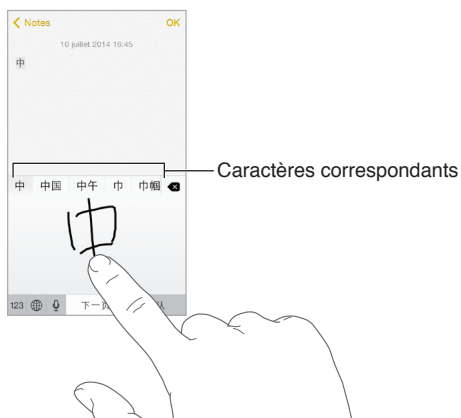 Notes OK
10 juillet 2014 16:45
中
Caractères correspondants
中 中国 中午 巾 巾帼
中
123 下一